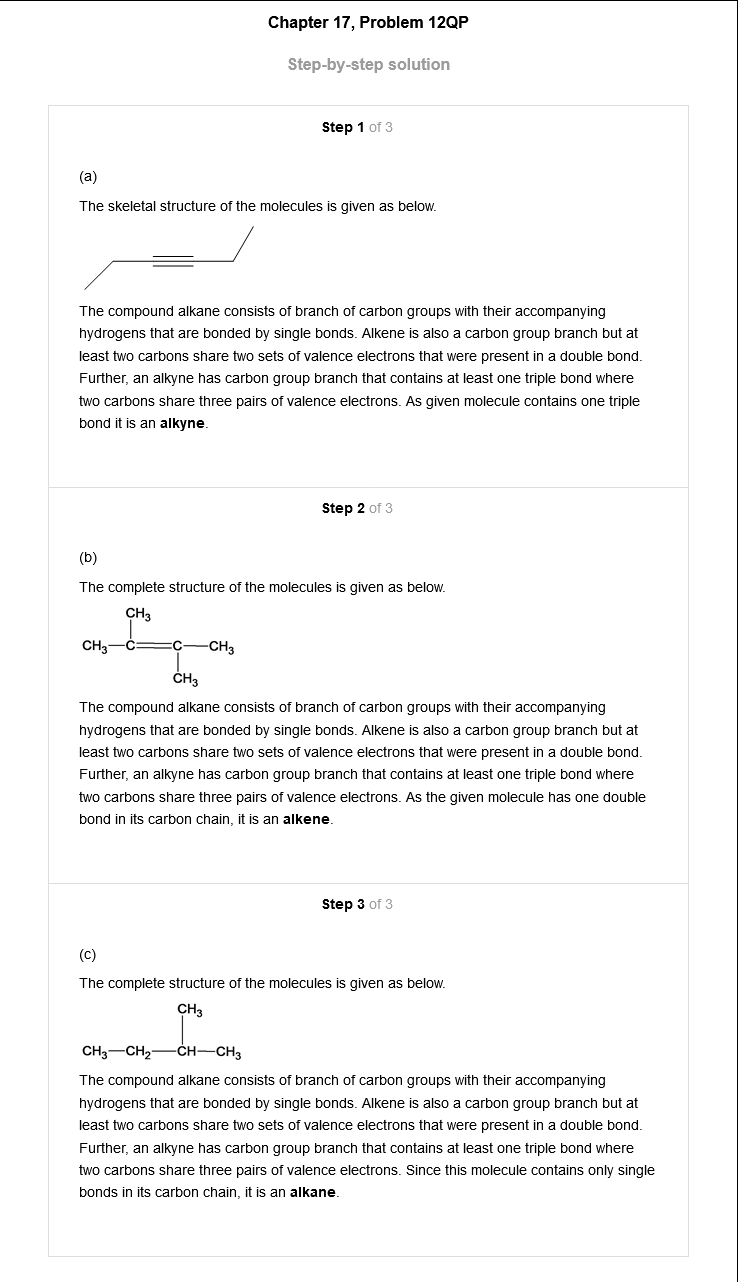 Chapter 17, Problem 12QP
Step-by-step solution
Step 1 of 3
(a)
The skeletal structure of the molecules is given as below.
The compound alkane consists of branch of carbon groups with their accompanying
hydrogens that are bonded by single bonds. Alkene is also a carbon group branch but at
least two carbons share two sets of valence electrons that were present in a double bond.
Further, an alkyne has carbon group branch that contains at least one triple bond where
two carbons share three pairs of valence electrons. As given molecule contains one triple
bond it is an alkyne.
Step 2 of 3
(b)
The complete structure of the molecules is given as below.
CH3
CH3 C C CH3
CH3
The compound alkane consists of branch of carbon groups with their accompanying
hydrogens that are bonded by single bonds. Alkene is also a carbon group branch but at
least two carbons share two sets of valence electrons that were present in a double bond.
Further, an alkyne has carbon group branch that contains at least one triple bond where
two carbons share three pairs of valence electrons. As the given molecule has one double
bond in its carbon chain, it is an alkene.
Step 3 of 3
(c)
The complete structure of the molecules is given as below.
CH3
CH3 CH2 CH CH3
The compound alkane consists of branch of carbon groups with their accompanying
hydrogens that are bonded by single bonds. Alkene is also a carbon group branch but at
least two carbons share two sets of valence electrons that were present in a double bond.
Further, an alkyne has carbon group branch that contains at least one triple bond where
two carbons share three pairs of valence electrons. Since this molecule contains only single
bonds in its carbon chain, it is an alkane.